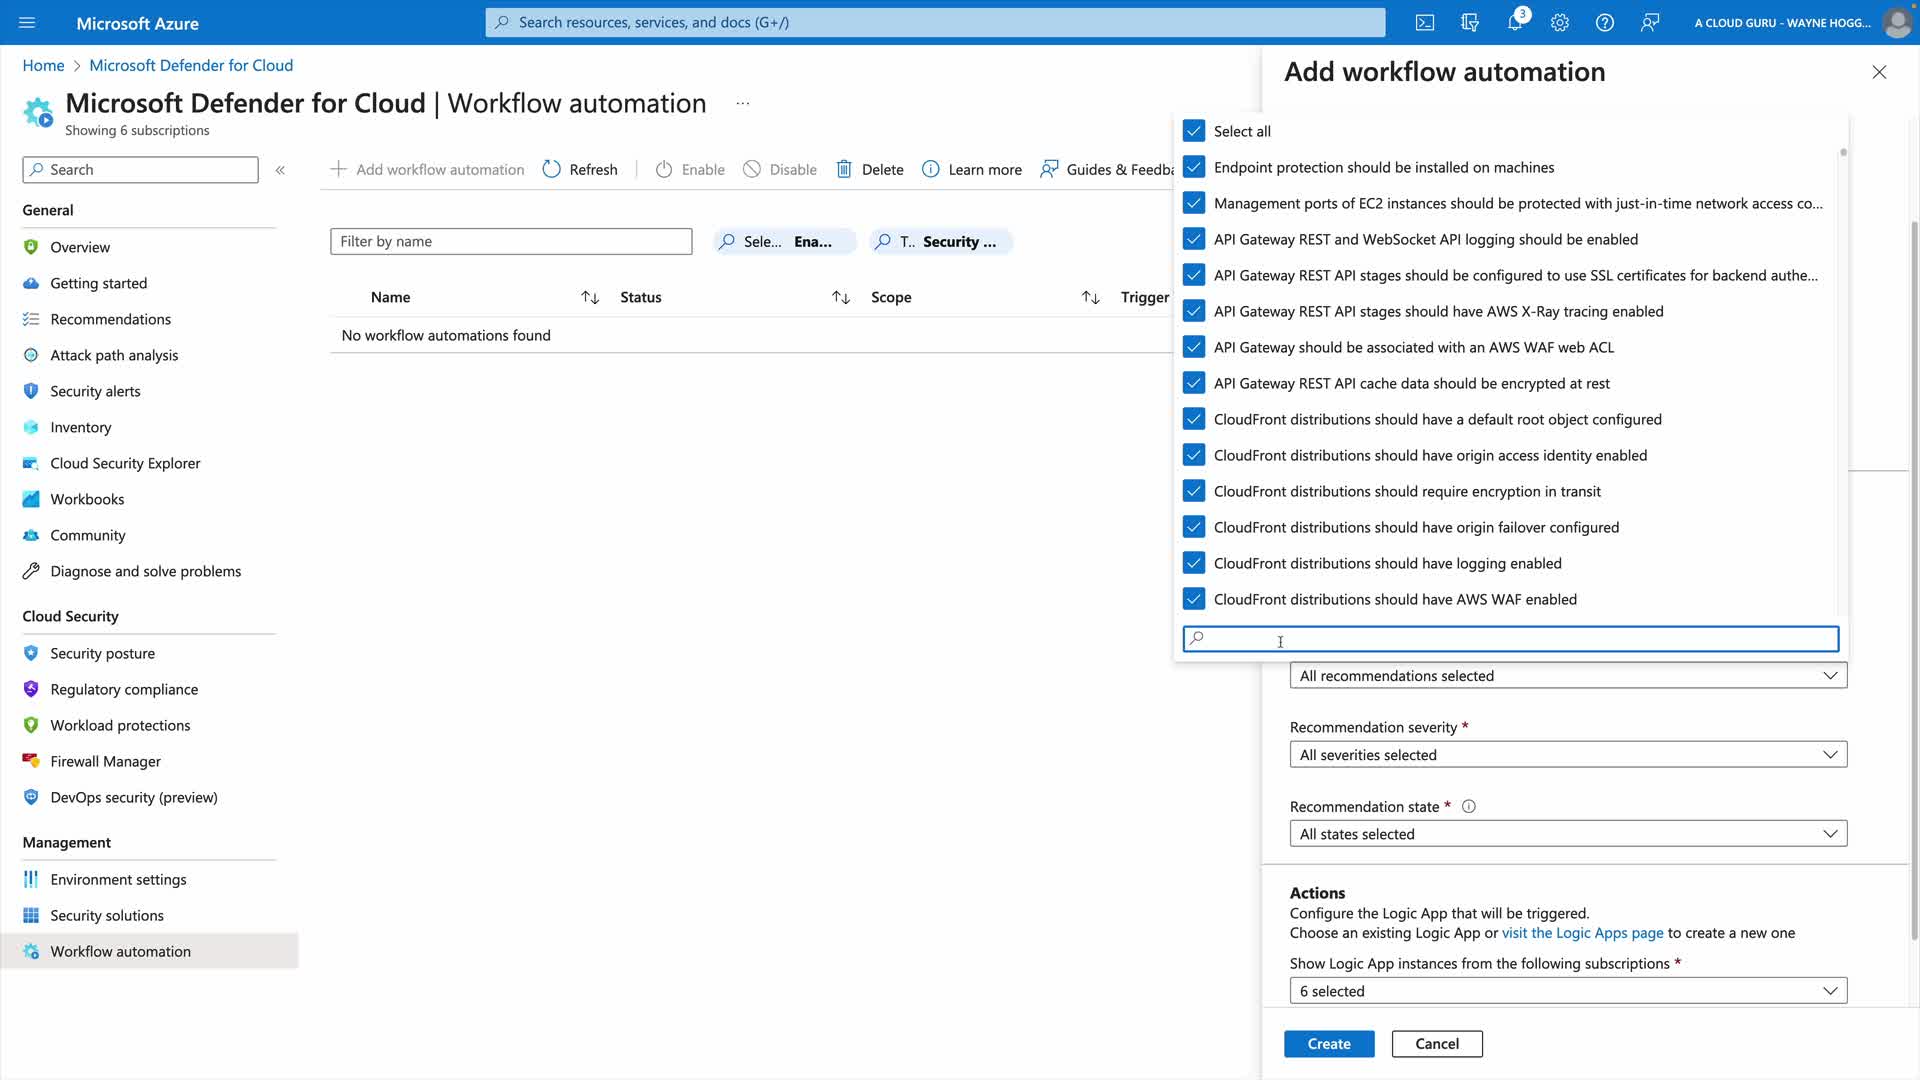 Microsoft Azure
Search resources, services, and docs (G+/)
3
A CLOUD GURU - WAYNE HOGG...
Home > Microsoft Defender for Cloud
Microsoft Defender for Cloud | Workflow automation ...
Showing 6 subscriptions
Search
«
General
Overview
Getting started
Recommendations
Attack path analysis
Security alerts
Inventory
Cloud Security Explorer
Workbooks
Community
Diagnose and solve problems
Cloud Security
Security posture
Regulatory compliance
Workload protections
Firewall Manager
DevOps security (preview)
Management
Environment settings
Security solutions
Workflow automation
Add workflow automation Refresh Enable Disable Delete Learn more Guides & Feedba
Filter by name Sele... Ena... T.. Security ...
Name Status Scope Trigger
No workflow automations found
Add workflow automation
Select all
Endpoint protection should be installed on machines
Management ports of EC2 instances should be protected with just-in-time network access co...
API Gateway REST and WebSocket API logging should be enabled
API Gateway REST API stages should be configured to use SSL certificates for backend authe...
API Gateway REST API stages should have AWS X-Ray tracing enabled
API Gateway should be associated with an AWS WAF web ACL
API Gateway REST API cache data should be encrypted at rest
CloudFront distributions should have a default root object configured
CloudFront distributions should have origin access identity enabled
CloudFront distributions should require encryption in transit
CloudFront distributions should have origin failover configured
CloudFront distributions should have logging enabled
CloudFront distributions should have AWS WAF enabled
All recommendations selected
Recommendation severity *
All severities selected
Recommendation state *
All states selected
Actions
Configure the Logic App that will be triggered.
Choose an existing Logic App or visit the Logic Apps page to create a new one
Show Logic App instances from the following subscriptions *
6 selected
Create Cancel